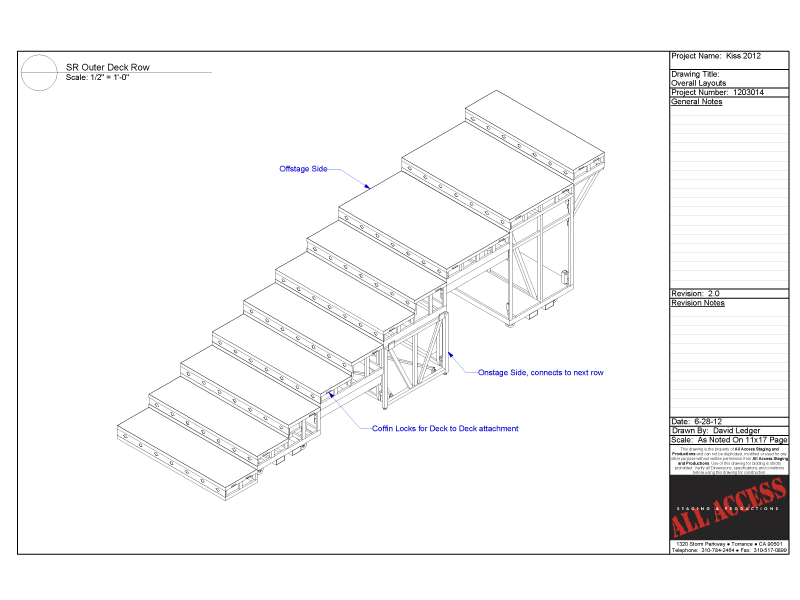 SR Outer Deck Row
Scale: 1/2" = 1'-0"
Offstage Side
Onstage Side, connects to next row
Coffin Locks for Deck to Deck attachment
Project Name: Kiss 2012
Drawing Title:
Overall Layouts
Project Number: 1203014
General Notes
Revision: 2.0
Revision Notes
Date: 6-28-12
Drawn By: David Ledger
Scale: As Noted On 11x17 Page
This drawing is the property of All Access Staging and
Productions and can not be duplicated, modified or used for any
other purpose without written permission from All Access Staging
and Productions. Use of this drawing for bidding is strictly
prohibited. Verify all Dimensions, specifications and conditions
before using this drawing for construction.
ALL ACCESS
STAGING & PRODUCTIONS
1320 Storm Parkway ● Torrance ● CA 90501
Telephone: 310-784-2464 ● Fax: 310-517-0899